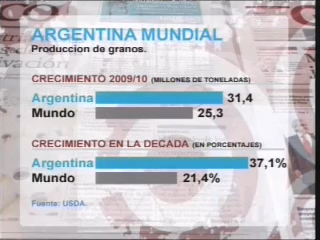 ARGENTINA MUNDIAL
Produccion de granos.
CRECIMIENTO 2009/10 (MILLONES DE TONELADAS)
Argentina 31,4
Mundo 25,3
CRECIMIENTO EN LA DECADA (EN PORCENTAJES)
Argentina 37,1%
Mundo 21,4%
Fuente: USDA.